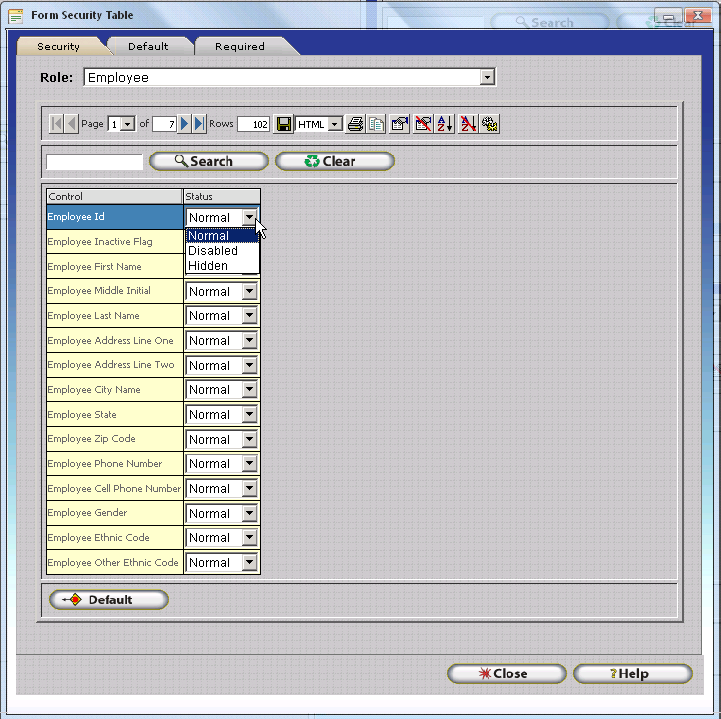 Form Security Table
Search Clear
Security Default Required
Role: Employee
Page 1 of 7 Rows 102 HTML
Search Clear
Control Status
Employee Id Normal
Employee Inactive Flag Normal
Disabled
Employee First Name Hidden
Employee Middle Initial Normal
Employee Last Name Normal
Employee Address Line One Normal
Employee Address Line Two Normal
Employee City Name Normal
Employee State Normal
Employee Zip Code Normal
Employee Phone Number Normal
Employee Cell Phone Number Normal
Employee Gender Normal
Employee Ethnic Code Normal
Employee Other Ethnic Code Normal
Default
Close ?Help